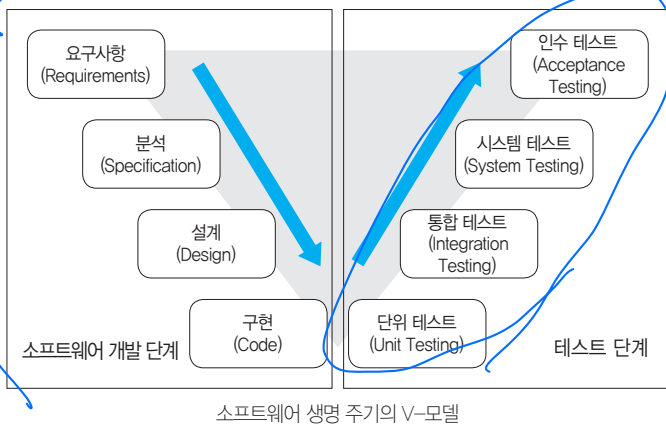 요구사항
(Requirements)
분석
(Specification)
설계
(Design)
구현
(Code)
소프트웨어 개발 단계
인수 테스트
(Acceptance
Testing)
시스템 테스트
(System Testing)
통합 테스트
(Integration
Testing)
단위 테스트
(Unit Testing)
테스트 단계
소프트웨어 생명 주기의 V-모델